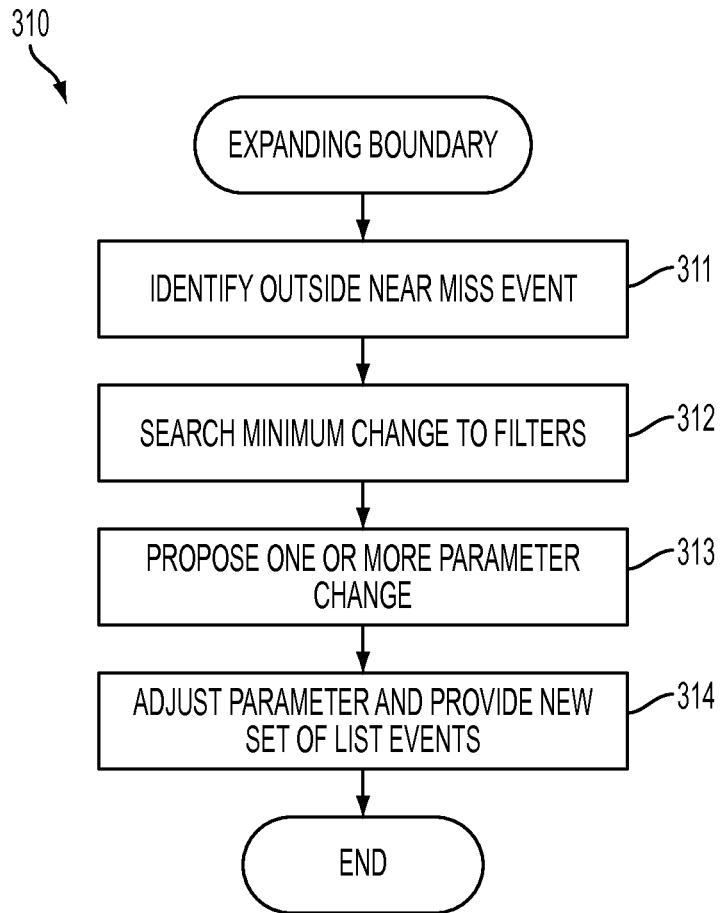 310
EXPANDING BOUNDARY
IDENTIFY OUTSIDE NEAR MISS EVENT
311
SEARCH MINIMUM CHANGE TO FILTERS
312
PROPOSE ONE OR MORE PARAMETER
CHANGE
313
ADJUST PARAMETER AND PROVIDE NEW
SET OF LIST EVENTS
314
END